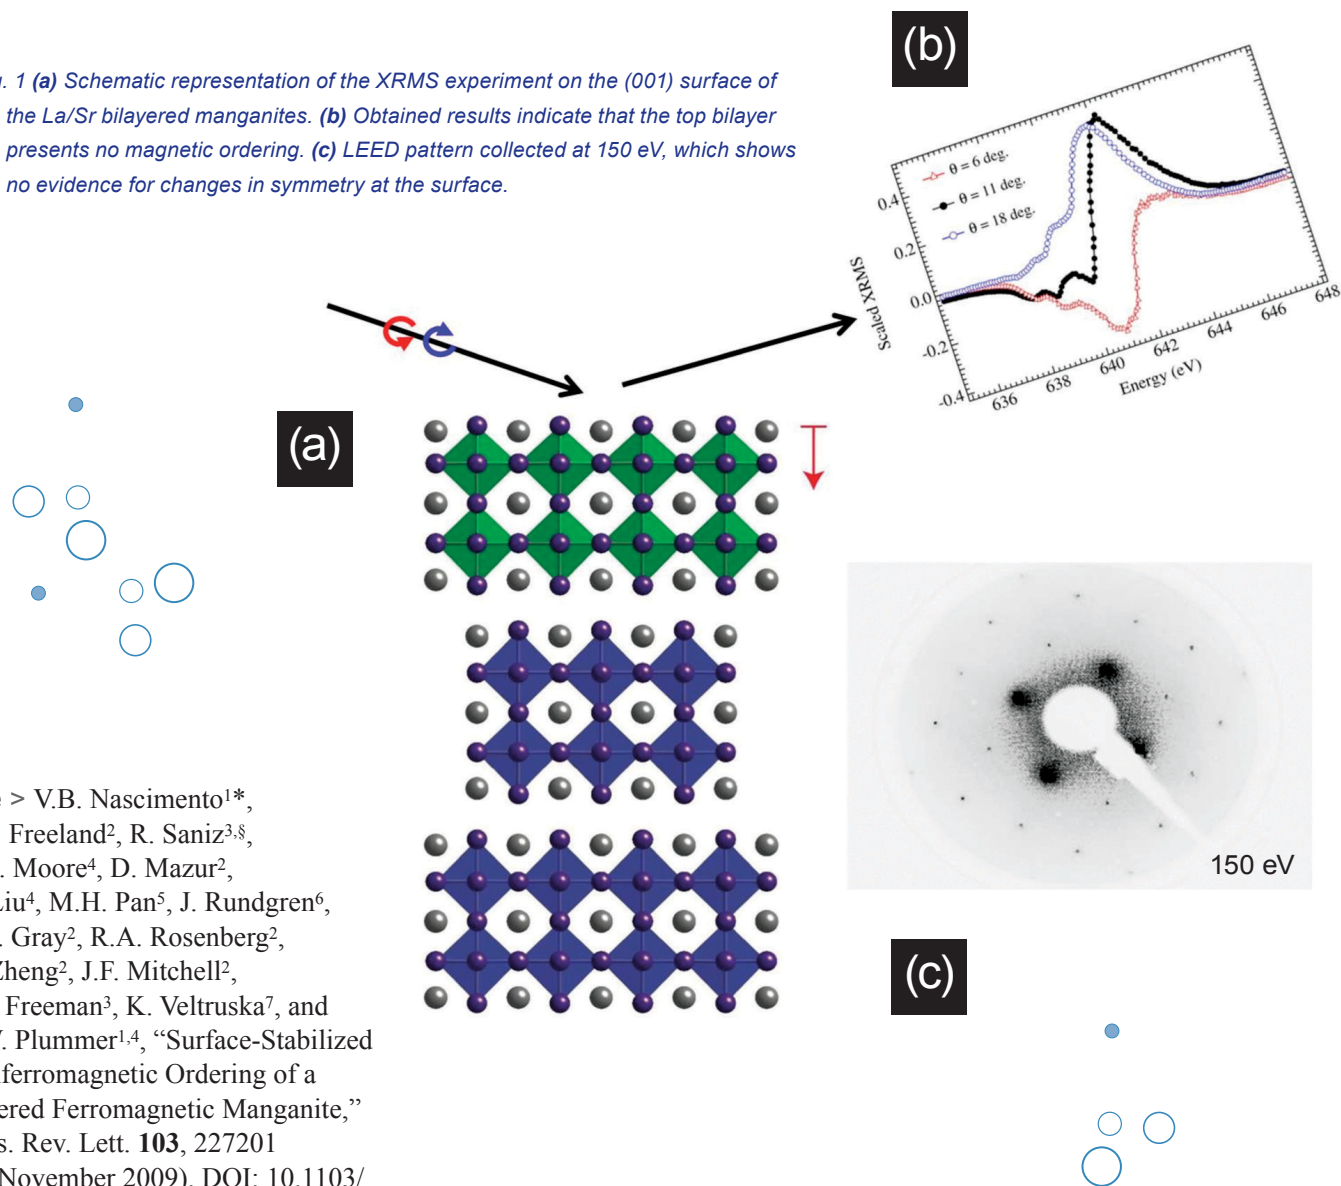 g. 1 (a) Schematic representation of the XRMS experiment on the (001) surface of
the La/Sr bilayered manganites. (b) Obtained results indicate that the top bilayer
presents no magnetic ordering. (c) LEED pattern collected at 150 eV, which shows
no evidence for changes in symmetry at the surface.
(b)
θ = 6 deg.
θ = 11 deg.
θ = 18 deg.
0.4
0.2
0.0
-0.2
-0.4
Scaled XRMS
636
638
640
642
644
646
648
Energy (eV)
(a)
150 eV
(c)
> V.B. Nascimento¹*,
. Freeland², R. Saniz³,§,
. Moore⁴, D. Mazur²,
Liu⁴, M.H. Pan⁵, J. Rundgren⁶,
. Gray², R.A. Rosenberg²,
Zheng², J.F. Mitchell²,
. Freeman³, K. Veltruska⁷, and
. Plummer¹,⁴, “Surface-Stabilized
ferromagnetic Ordering of a
ered Ferromagnetic Manganite,”
s. Rev. Lett. 103, 227201
November 2009). DOI: 10.1103/